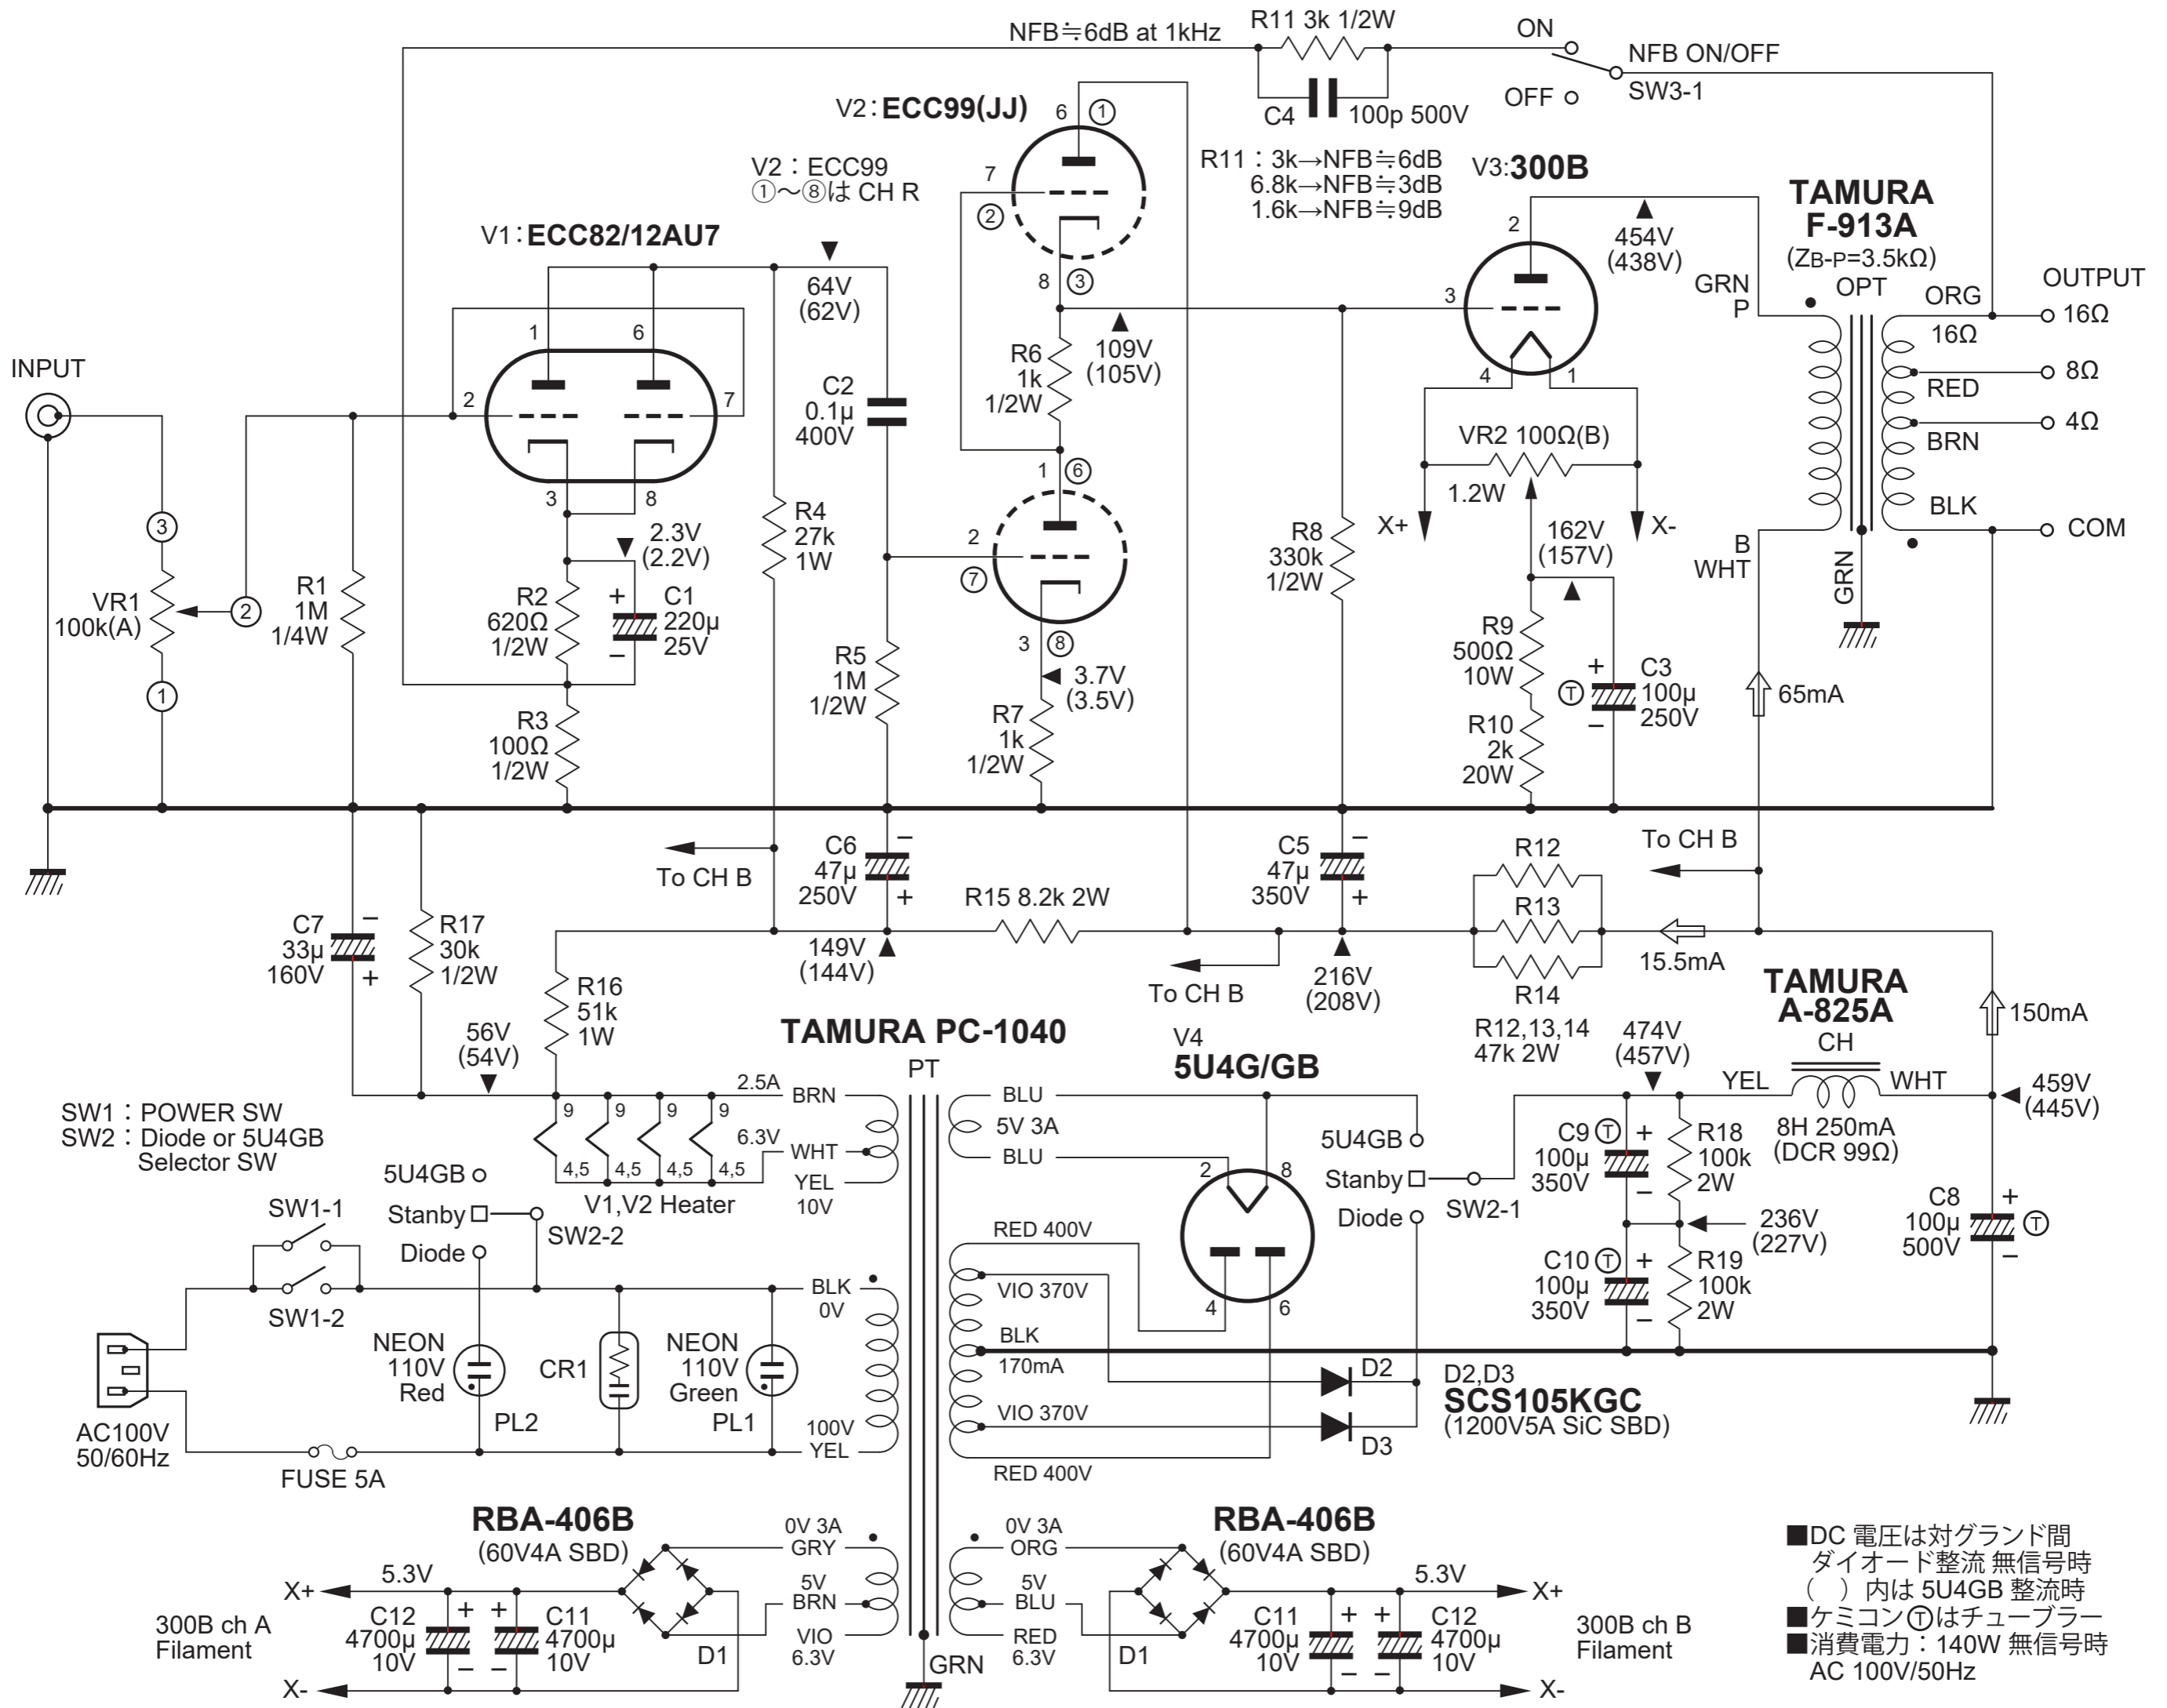 NFB≒6dB at 1kHz
R11 3k 1/2W
ON
NFB ON/OFF
SW3-1
OFF
C4
100p 500V
V2：ECC99(JJ)
6
①
7
②
8
③
V2：ECC99
①～⑧は CH R
R11：3k→NFB≒6dB
6.8k→NFB≒3dB
1.6k→NFB≒9dB
V3:300B
TAMURA
F-913A
(ZB-P=3.5kΩ)
OPT
V1：ECC82/12AU7
64V
(62V)
2
454V
(438V)
GRN
P
ORG
16Ω
OUTPUT
16Ω
8Ω
RED
4Ω
BRN
BLK
COM
INPUT
1
6
2
7
3
8
C2
0.1µ
400V
R6
1k
1/2W
109V
(105V)
3
4
1
VR2 100Ω(B)
1.2W
X+
X-
1
⑥
2
⑦
3
⑧
③
VR1
100k(A)
②
①
R1
1M
1/4W
2.3V
(2.2V)
R2
620Ω
1/2W
+
C1
220µ
25V
−
R3
100Ω
1/2W
R4
27k
1W
R5
1M
1/2W
3.7V
(3.5V)
R7
1k
1/2W
R8
330k
1/2W
162V
(157V)
R9
500Ω
10W
R10
2k
20W
+
Ⓣ
−
C3
100µ
250V
B
WHT
GRN
65mA
To CH B
C6
47µ
250V
−
+
C5
47µ
350V
−
+
R12
R13
R14
R12,13,14
47k 2W
To CH B
15.5mA
C7
33µ
160V
−
+
R17
30k
1/2W
R15 8.2k 2W
149V
(144V)
To CH B
216V
(208V)
R16
51k
1W
56V
(54V)
TAMURA PC-1040
PT
V4
5U4G/GB
474V
(457V)
TAMURA
A-825A
CH
YEL
WHT
8H 250mA
(DCR 99Ω)
150mA
459V
(445V)
SW1：POWER SW
SW2：Diode or 5U4GB
Selector SW
9
9
9
9
4,5
4,5
4,5
4,5
V1,V2 Heater
2.5A
BRN
6.3V
WHT
YEL
10V
BLU
5V 3A
BLU
2
8
4
6
5U4GB
Stanby
Diode
SW2-1
C9
Ⓣ
100µ
350V
+
−
R18
100k
2W
236V
(227V)
C10
Ⓣ
100µ
350V
+
−
R19
100k
2W
C8
100µ
500V
+
Ⓣ
−
5U4GB
Stanby
Diode
SW2-2
SW1-1
SW1-2
RED 400V
VIO 370V
BLK
170mA
VIO 370V
RED 400V
BLK
0V
100V
YEL
NEON
110V
Red
PL2
CR1
NEON
110V
Green
PL1
D2
D3
D2,D3
SCS105KGC
(1200V5A SiC SBD)
AC100V
50/60Hz
FUSE 5A
RBA-406B
(60V4A SBD)
0V 3A
GRY
5V
BRN
VIO
6.3V
GRN
0V 3A
ORG
5V
BLU
RED
6.3V
RBA-406B
(60V4A SBD)
X+
5.3V
300B ch A
Filament
C12
4700µ
10V
+
−
+
−
C11
4700µ
10V
D1
X-
D1
C11
4700µ
10V
+
−
+
−
C12
4700µ
10V
5.3V
X+
300B ch B
Filament
X-
■DC 電圧は対グランド間
ダイオード整流 無信号時
（ ）内は 5U4GB 整流時
■ケミコンⓉはチューブラー
■消費電力：140W 無信号時
AC 100V/50Hz